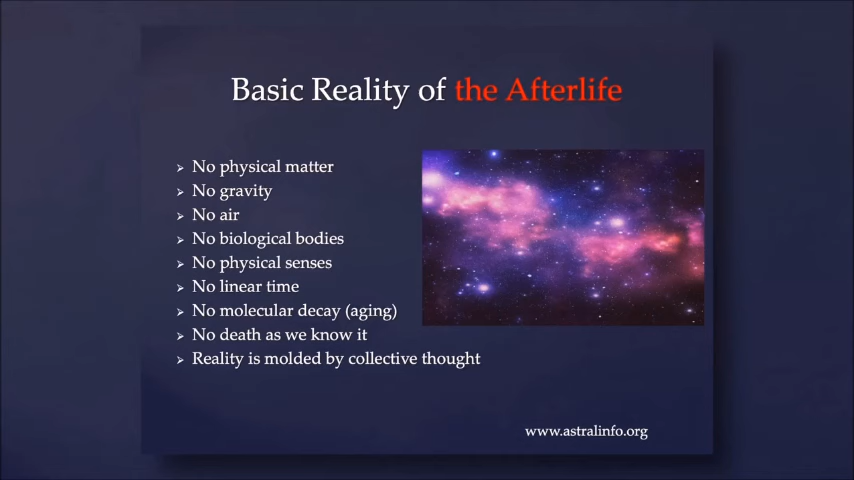 Basic Reality of the Afterlife
No physical matter
No gravity
No air
No biological bodies
No physical senses
No linear time
No molecular decay (aging)
No death as we know it
Reality is molded by collective thought
www.astralinfo.org